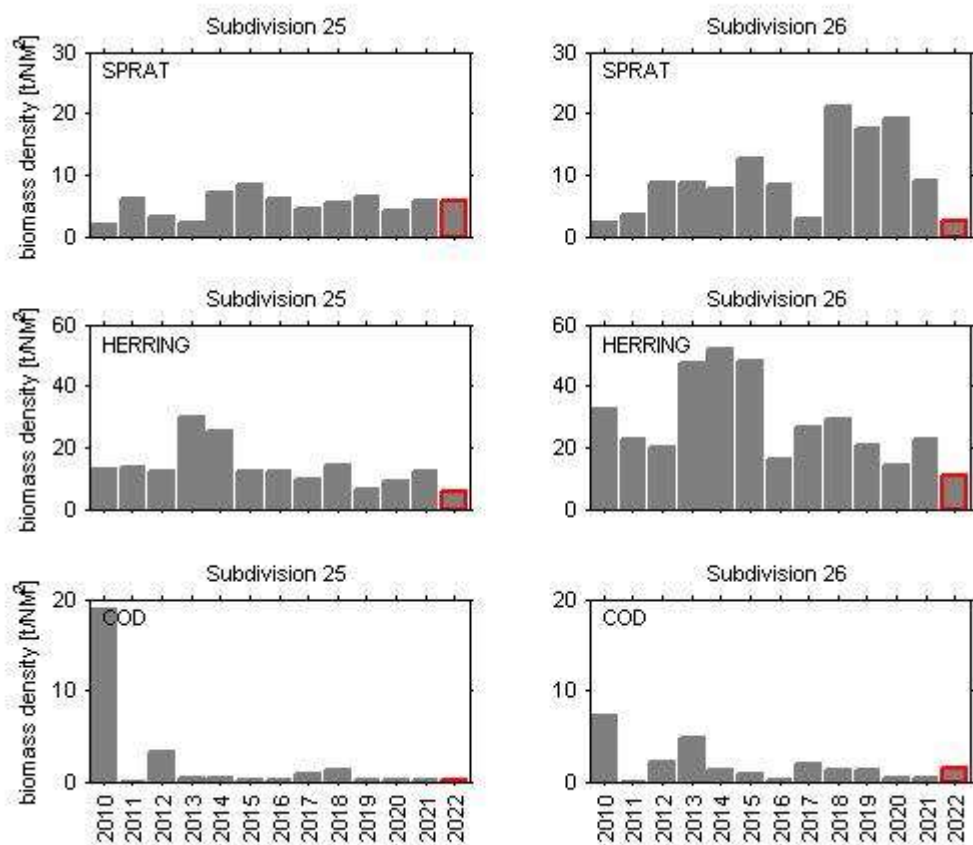 Subdivision 25 Subdivision 26
biomass density [t/NM²] 30 20 10 0 SPRAT 30 20 10 0 SPRAT
Subdivision 25 Subdivision 26
biomass density [t/NM²] 60 40 20 0 HERRING 60 40 20 0 HERRING
Subdivision 25 Subdivision 26
biomass density [t/NM²] 20 10 0 COD 20 10 0 COD
2010 2011 2012 2013 2014 2015 2016 2017 2018 2019 2020 2021 2022 2010 2011 2012 2013 2014 2015 2016 2017 2018 2019 2020 2021 2022